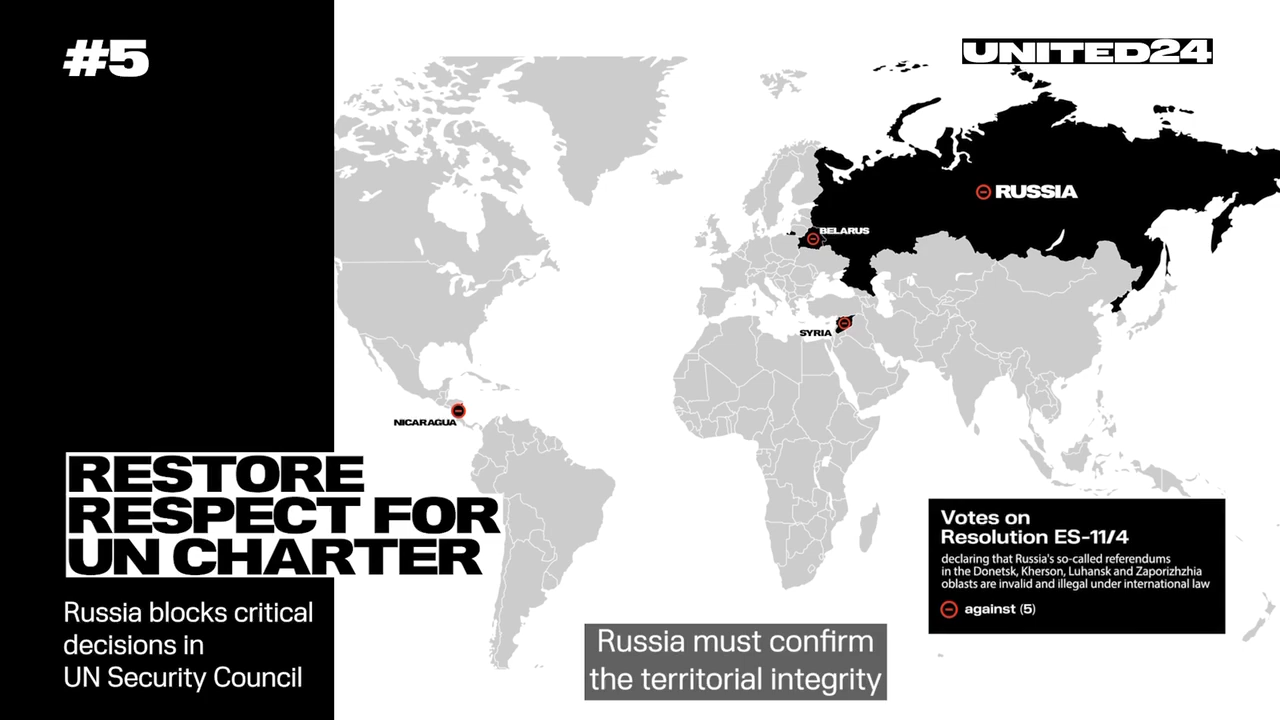 #5
UNITED24
RUSSIA
BELARUS
SYRIA
NICARAGUA
RESTORE
RESPECT FOR
UN CHARTER
Russia blocks critical
decisions in
UN Security Council
Votes on
Resolution ES-11/4
declaring that Russia's so-called referendums
in the Donetsk, Kherson, Luhansk and Zaporizhzhia
oblasts are invalid and illegal under international law
against (5)
Russia must confirm
the territorial integrity